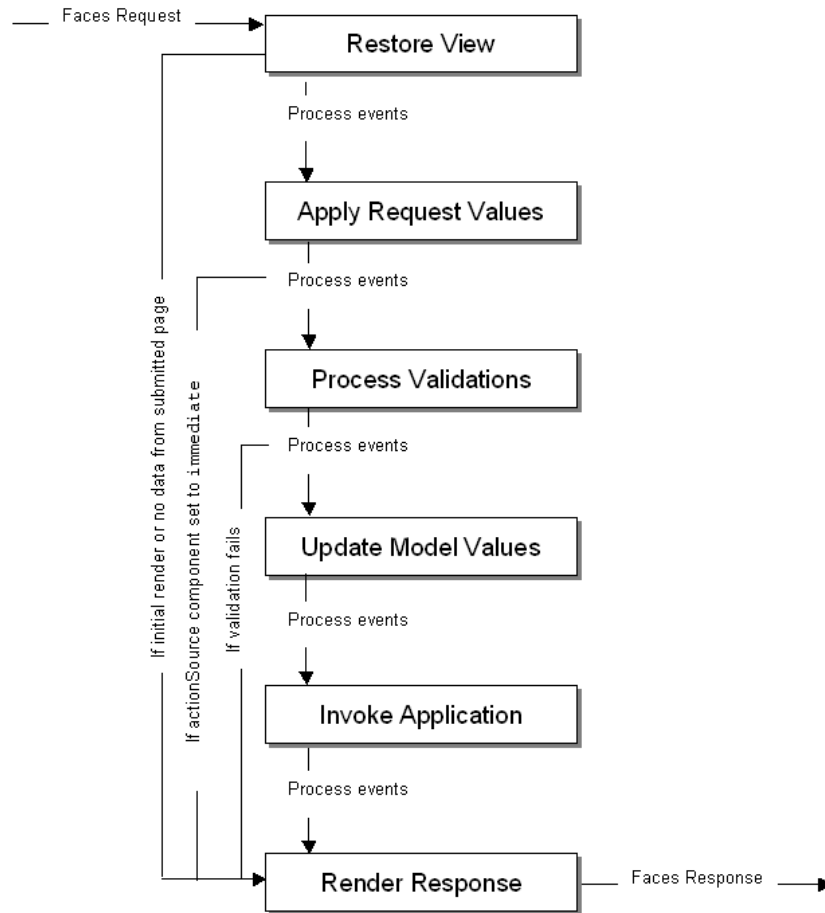 Faces Request
Restore View
Process events
Apply Request Values
Process events
Process Validations
Process events
Update Model Values
Process events
Invoke Application
Process events
Render Response
Faces Response
If initial render or no data from submitted page
If actionSource component set to immediate
If validation fails